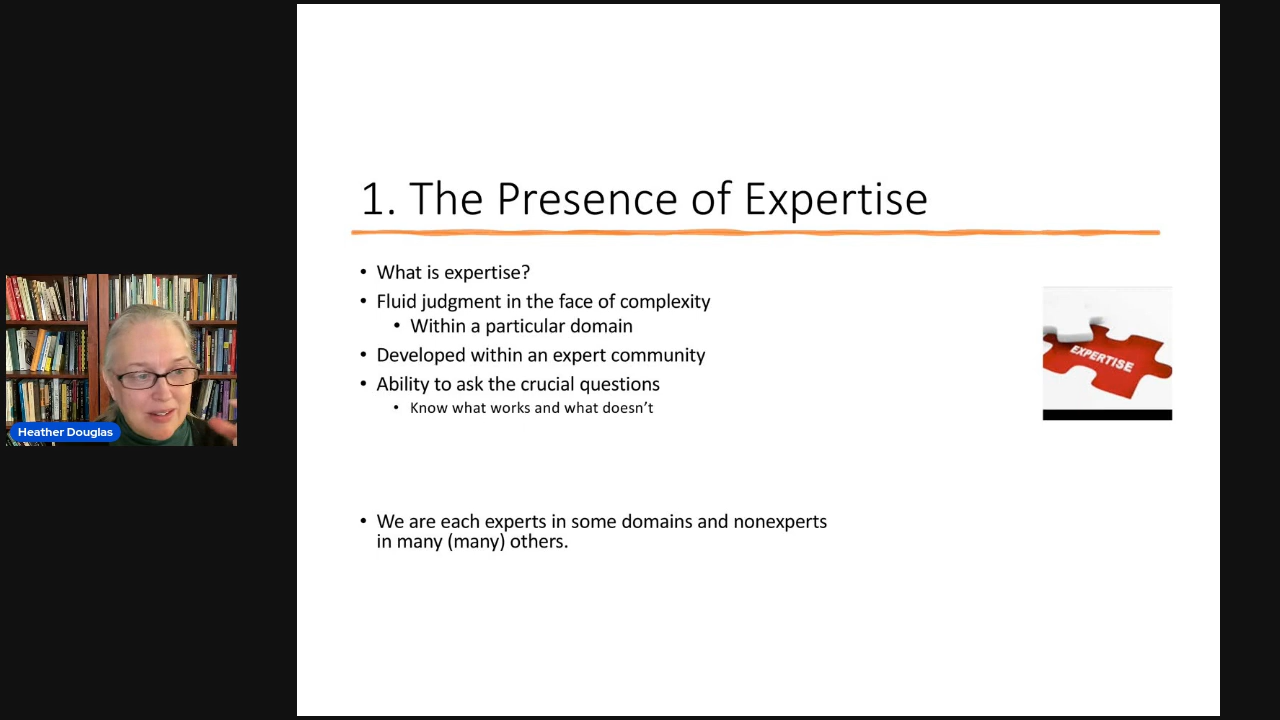 1. The Presence of Expertise
• What is expertise?
• Fluid judgment in the face of complexity
• Within a particular domain
• Developed within an expert community
• Ability to ask the crucial questions
• Know what works and what doesn't
EXPERTISE
• We are each experts in some domains and nonexperts
in many (many) others.
Heather Douglas